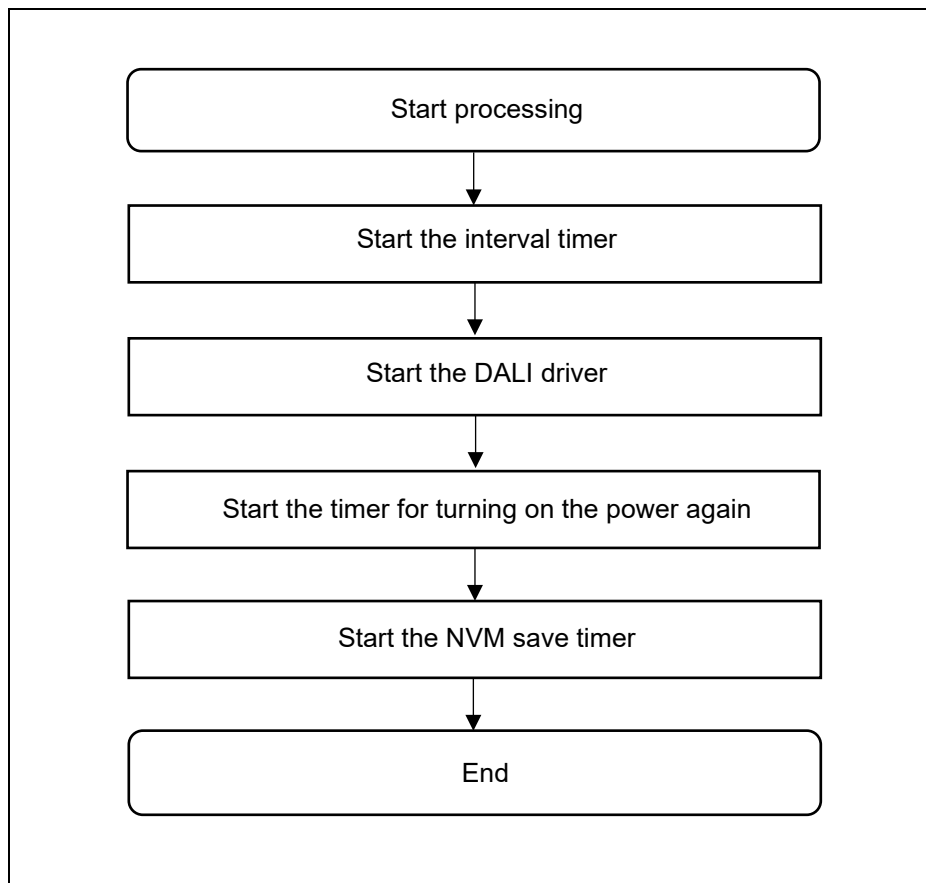 Start processing
Start the interval timer
Start the DALI driver
Start the timer for turning on the power again
Start the NVM save timer
End